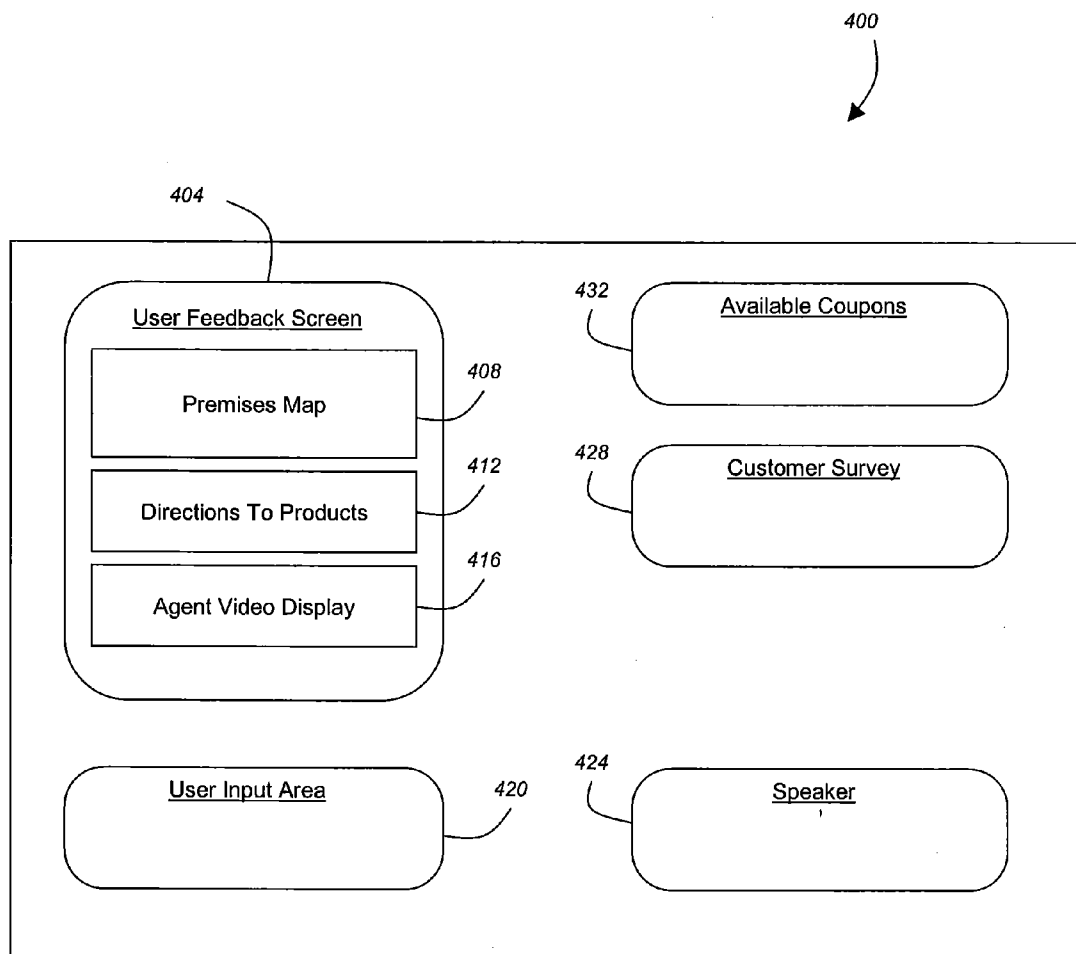 400
404
User Feedback Screen
Premises Map
408
Directions To Products
412
Agent Video Display
416
432
Available Coupons
428
Customer Survey
User Input Area
420
424
Speaker